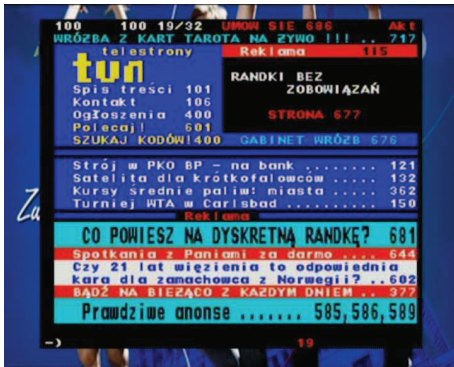 100 100 19/32 UMOW SIE 686 Akt
WRÓŻBA Z KART TAROTA NA ŻYWO !!! .. 717
telestrony
tvn
Reklama 115
RANDKI BEZ
ZOBOWIĄZAŃ
STRONA 677
Spis treści 101
Kontakt 106
Ogłoszenia 400
Polecaj! 601
SZUKAJ KODÓW!400 GABINET WRÓŻB 676
Strój w PKO BP - na bank ........ 121
Satelita dla krótkofalowców ..... 132
Kursy średnie paliw: miasta ..... 362
Turniej WTA w Carlsbad .......... 150
Reklama
CO POWIESZ NA DYSKRETNĄ RANDKĘ? 681
Spotkania z Paniami za darmo .... 644
Czy 21 lat więzienia to odpowiednia
kara dla zamachowca z Norwegii? ..602
BĄDŹ NA BIEŻĄCO Z KAŻDYM DNIEM .. 377
Prawdziwe anonse ....... 585,586,589
-) 19